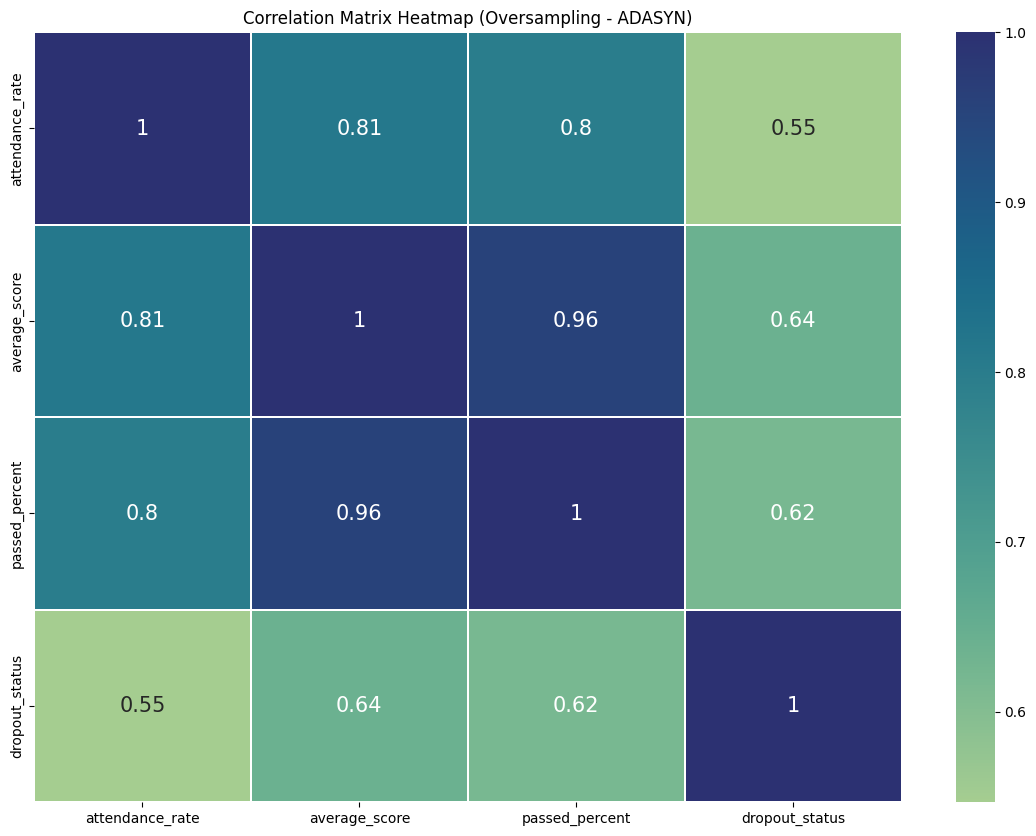 Correlation Matrix Heatmap (Oversampling - ADASYN)
attendance_rate
1
0.81
0.8
0.55
average_score
0.81
1
0.96
0.64
passed_percent
0.8
0.96
1
0.62
dropout_status
0.55
0.64
0.62
1
attendance_rate
average_score
passed_percent
dropout_status
1.0
0.9
0.8
0.7
0.6